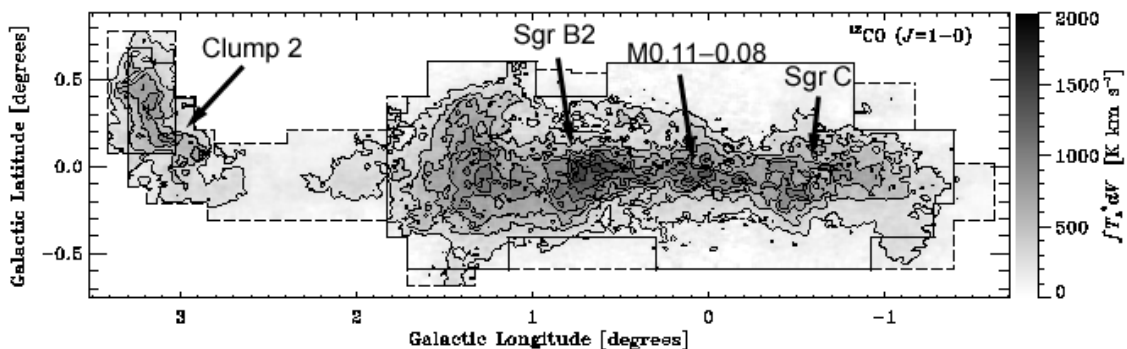 Clump 2
Sgr B2
M0.11−0.08
Sgr C
¹²CO (J=1−0)
Galactic Latitude [degrees]
0.5
0.0
−0.5
3
2
1
0
−1
Galactic Longitude [degrees]
2000
1500
1000
500
0
∫T_A^*dV [K km s⁻¹]